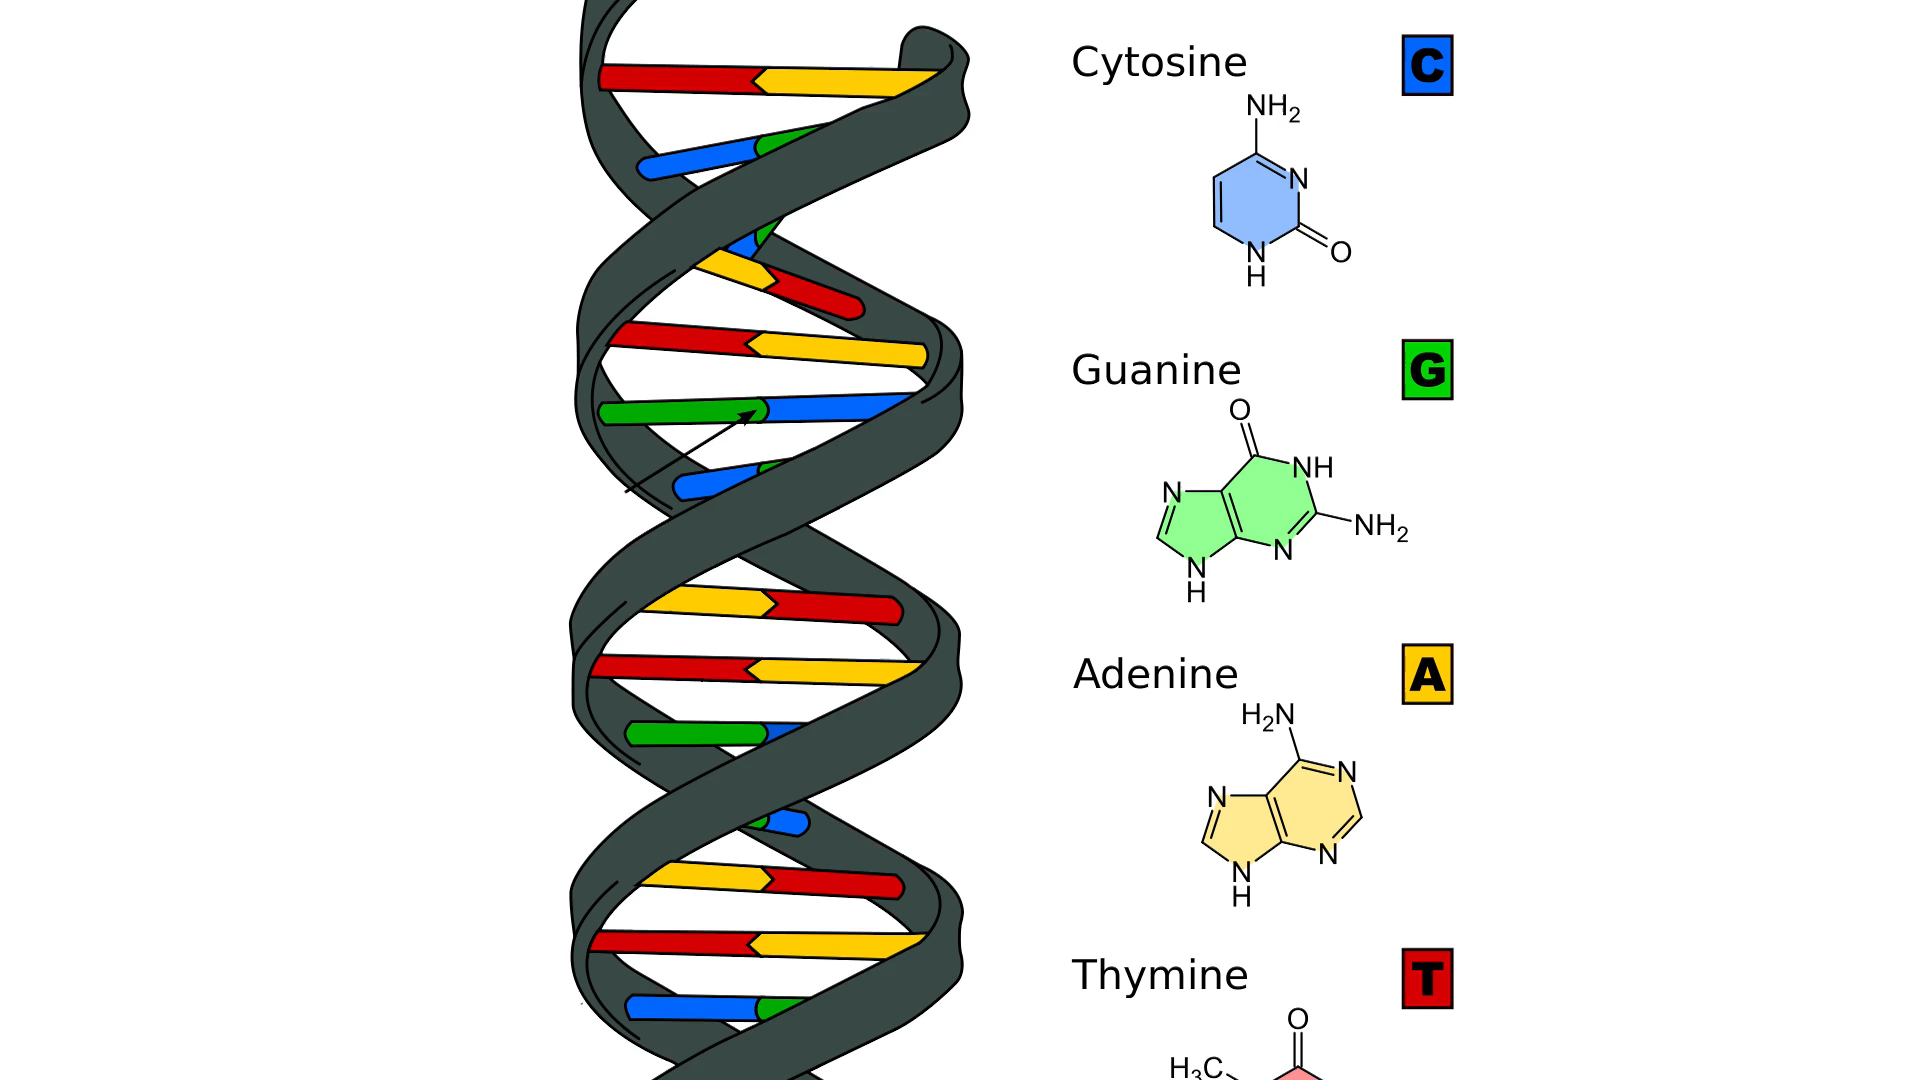 Cytosine
C
NH₂
N
O
N
H
Guanine
G
O
NH
N
NH₂
N
N
H
Adenine
A
H₂N
N
N
N
N
H
Thymine
T
O
H₃C